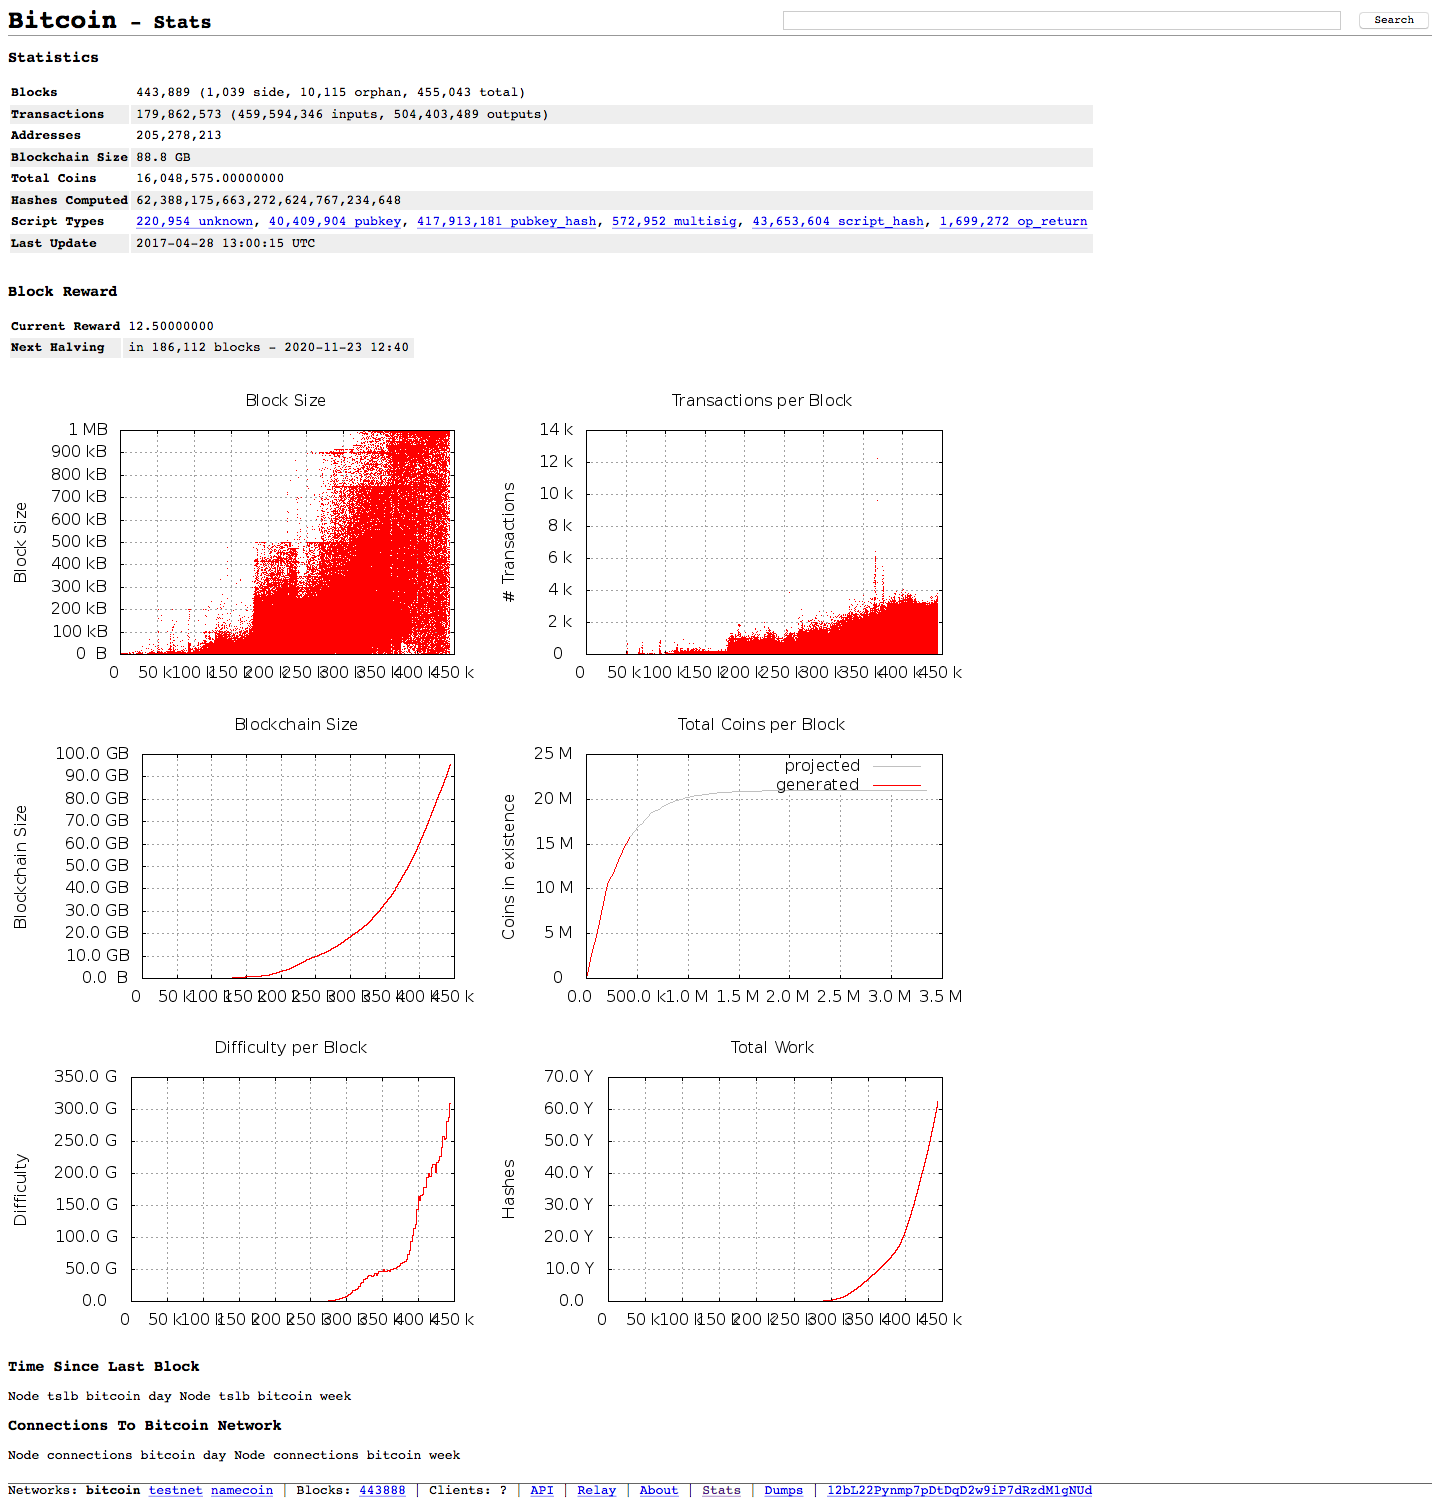 Bitcoin - Stats
Search
Statistics
Blocks 443,889 (1,039 side, 10,115 orphan, 455,043 total)
Transactions 179,862,573 (459,594,346 inputs, 504,403,489 outputs)
Addresses 205,278,213
Blockchain Size 88.8 GB
Total Coins 16,048,575.00000000
Hashes Computed 62,388,175,663,272,624,767,234,648
Script Types 220,954 unknown, 40,409,904 pubkey, 417,913,181 pubkey_hash, 572,952 multisig, 43,653,604 script_hash, 1,699,272 op_return
Last Update 2017-04-28 13:00:15 UTC
Block Reward
Current Reward 12.50000000
Next Halving in 186,112 blocks - 2020-11-23 12:40
Block Size
1 MB
900 kB
800 kB
700 kB
600 kB
500 kB
400 kB
300 kB
200 kB
100 kB
0 B
Block Size
0 50 k 100 k 150 k 200 k 250 k 300 k 350 k 400 k 450 k
Transactions per Block
14 k
12 k
10 k
8 k
6 k
4 k
2 k
0
# Transactions
0 50 k 100 k 150 k 200 k 250 k 300 k 350 k 400 k 450 k
Blockchain Size
100.0 GB
90.0 GB
80.0 GB
70.0 GB
60.0 GB
50.0 GB
40.0 GB
30.0 GB
20.0 GB
10.0 GB
0.0 B
Blockchain Size
0 50 k 100 k 150 k 200 k 250 k 300 k 350 k 400 k 450 k
Total Coins per Block
25 M
20 M
15 M
10 M
5 M
0
Coins in existence
projected
generated
0.0 500.0 k 1.0 M 1.5 M 2.0 M 2.5 M 3.0 M 3.5 M
Difficulty per Block
350.0 G
300.0 G
250.0 G
200.0 G
150.0 G
100.0 G
50.0 G
0.0
Difficulty
0 50 k 100 k 150 k 200 k 250 k 300 k 350 k 400 k 450 k
Total Work
70.0 Y
60.0 Y
50.0 Y
40.0 Y
30.0 Y
20.0 Y
10.0 Y
0.0
Hashes
0 50 k 100 k 150 k 200 k 250 k 300 k 350 k 400 k 450 k
Time Since Last Block
Node tslb bitcoin day Node tslb bitcoin week
Connections To Bitcoin Network
Node connections bitcoin day Node connections bitcoin week
Networks: bitcoin testnet namecoin | Blocks: 443888 | Clients: ? | API | Relay | About | Stats | Dumps | 12bL22Pynmp7pDtDqD2w9iP7dRzdM1gNUd